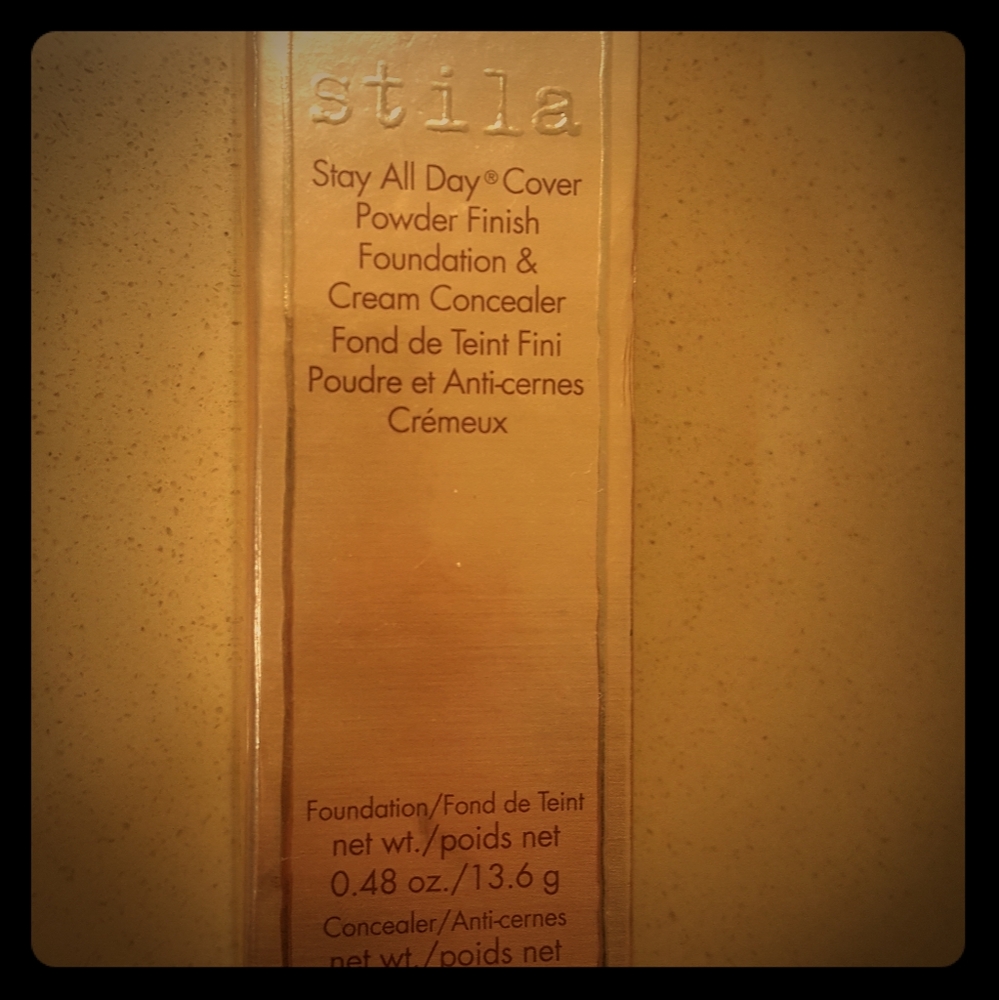 stila
Stay All Day® Cover
Powder Finish
Foundation &
Cream Concealer
Fond de Teint Fini
Poudre et Anti-cernes
Crémeux
Foundation/Fond de Teint
net wt./poids net
0.48 oz./13.6 g
Concealer/Anti-cernes
net wt./poids net